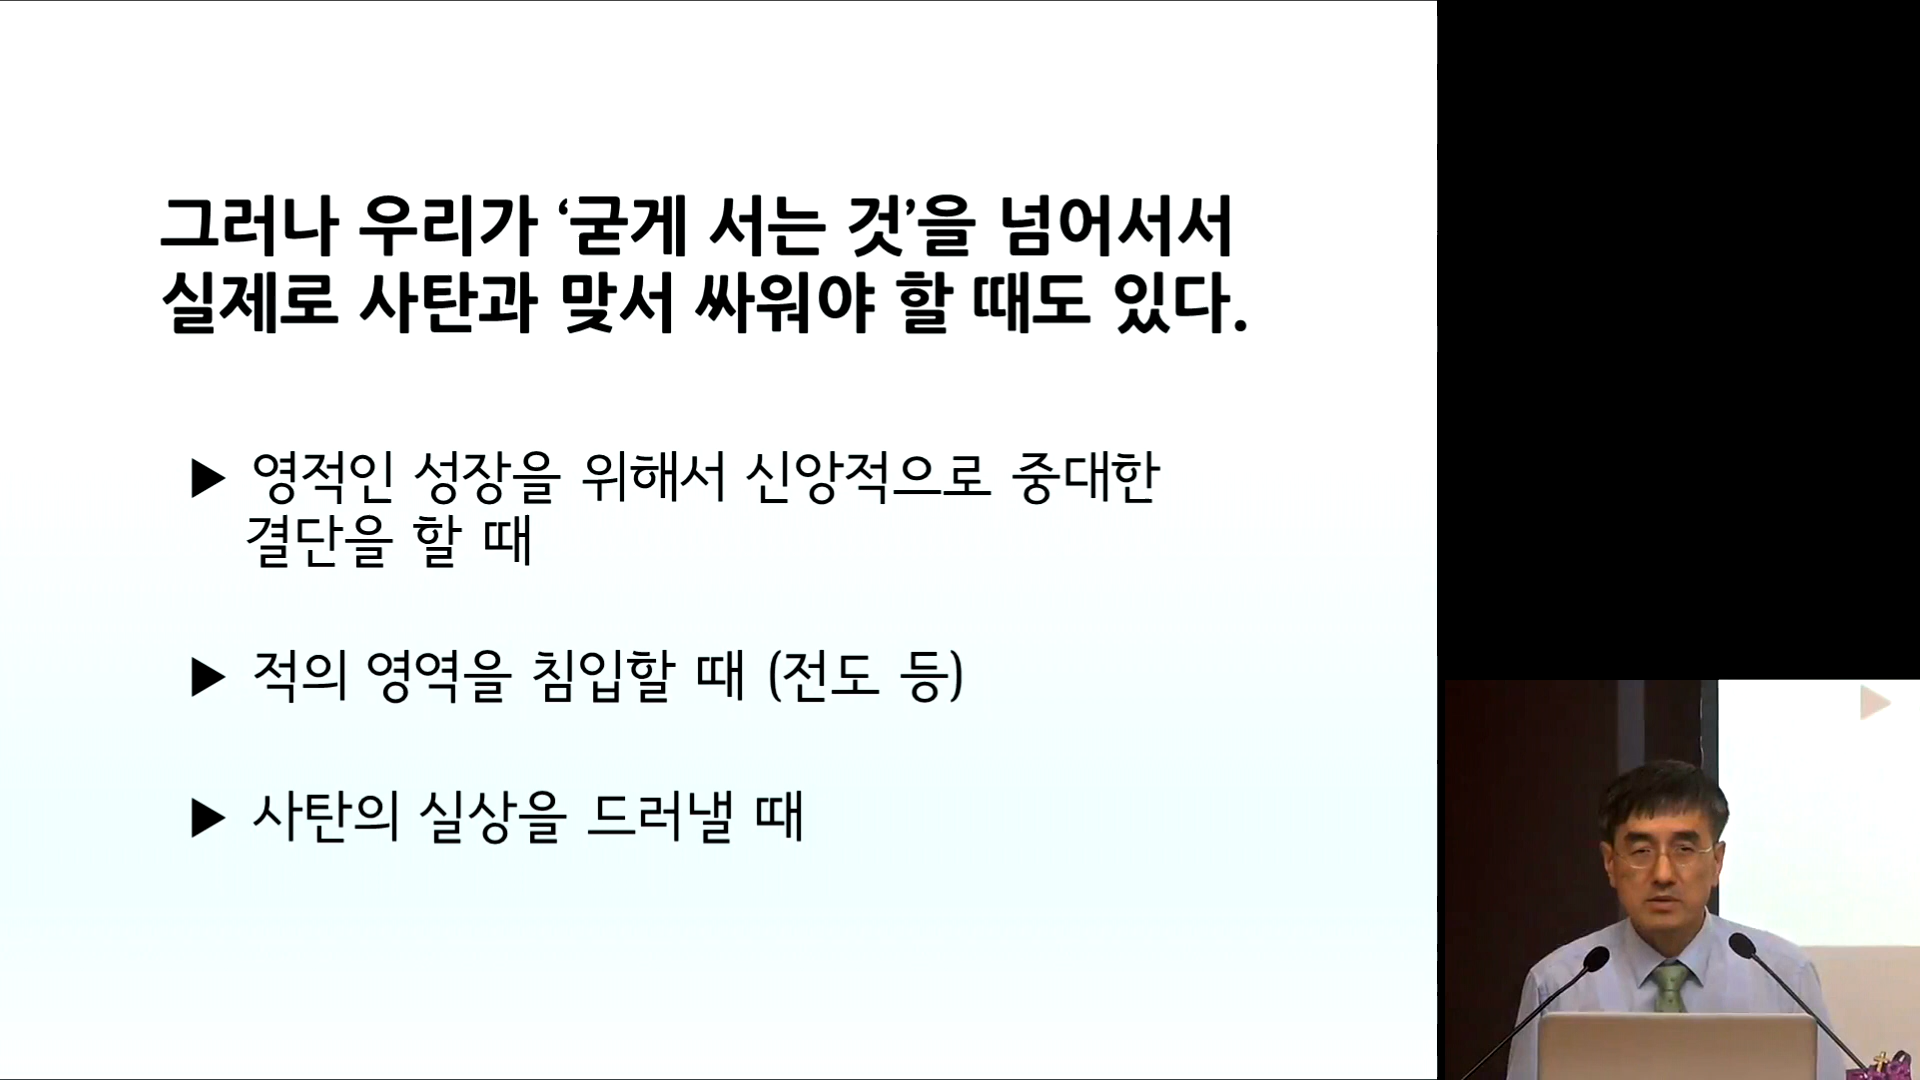 그러나 우리가 ‘굳게 서는 것’을 넘어서서
실제로 사탄과 맞서 싸워야 할 때도 있다.
▶ 영적인 성장을 위해서 신앙적으로 중대한
결단을 할 때
▶ 적의 영역을 침입할 때 (전도 등)
▶ 사탄의 실상을 드러낼 때